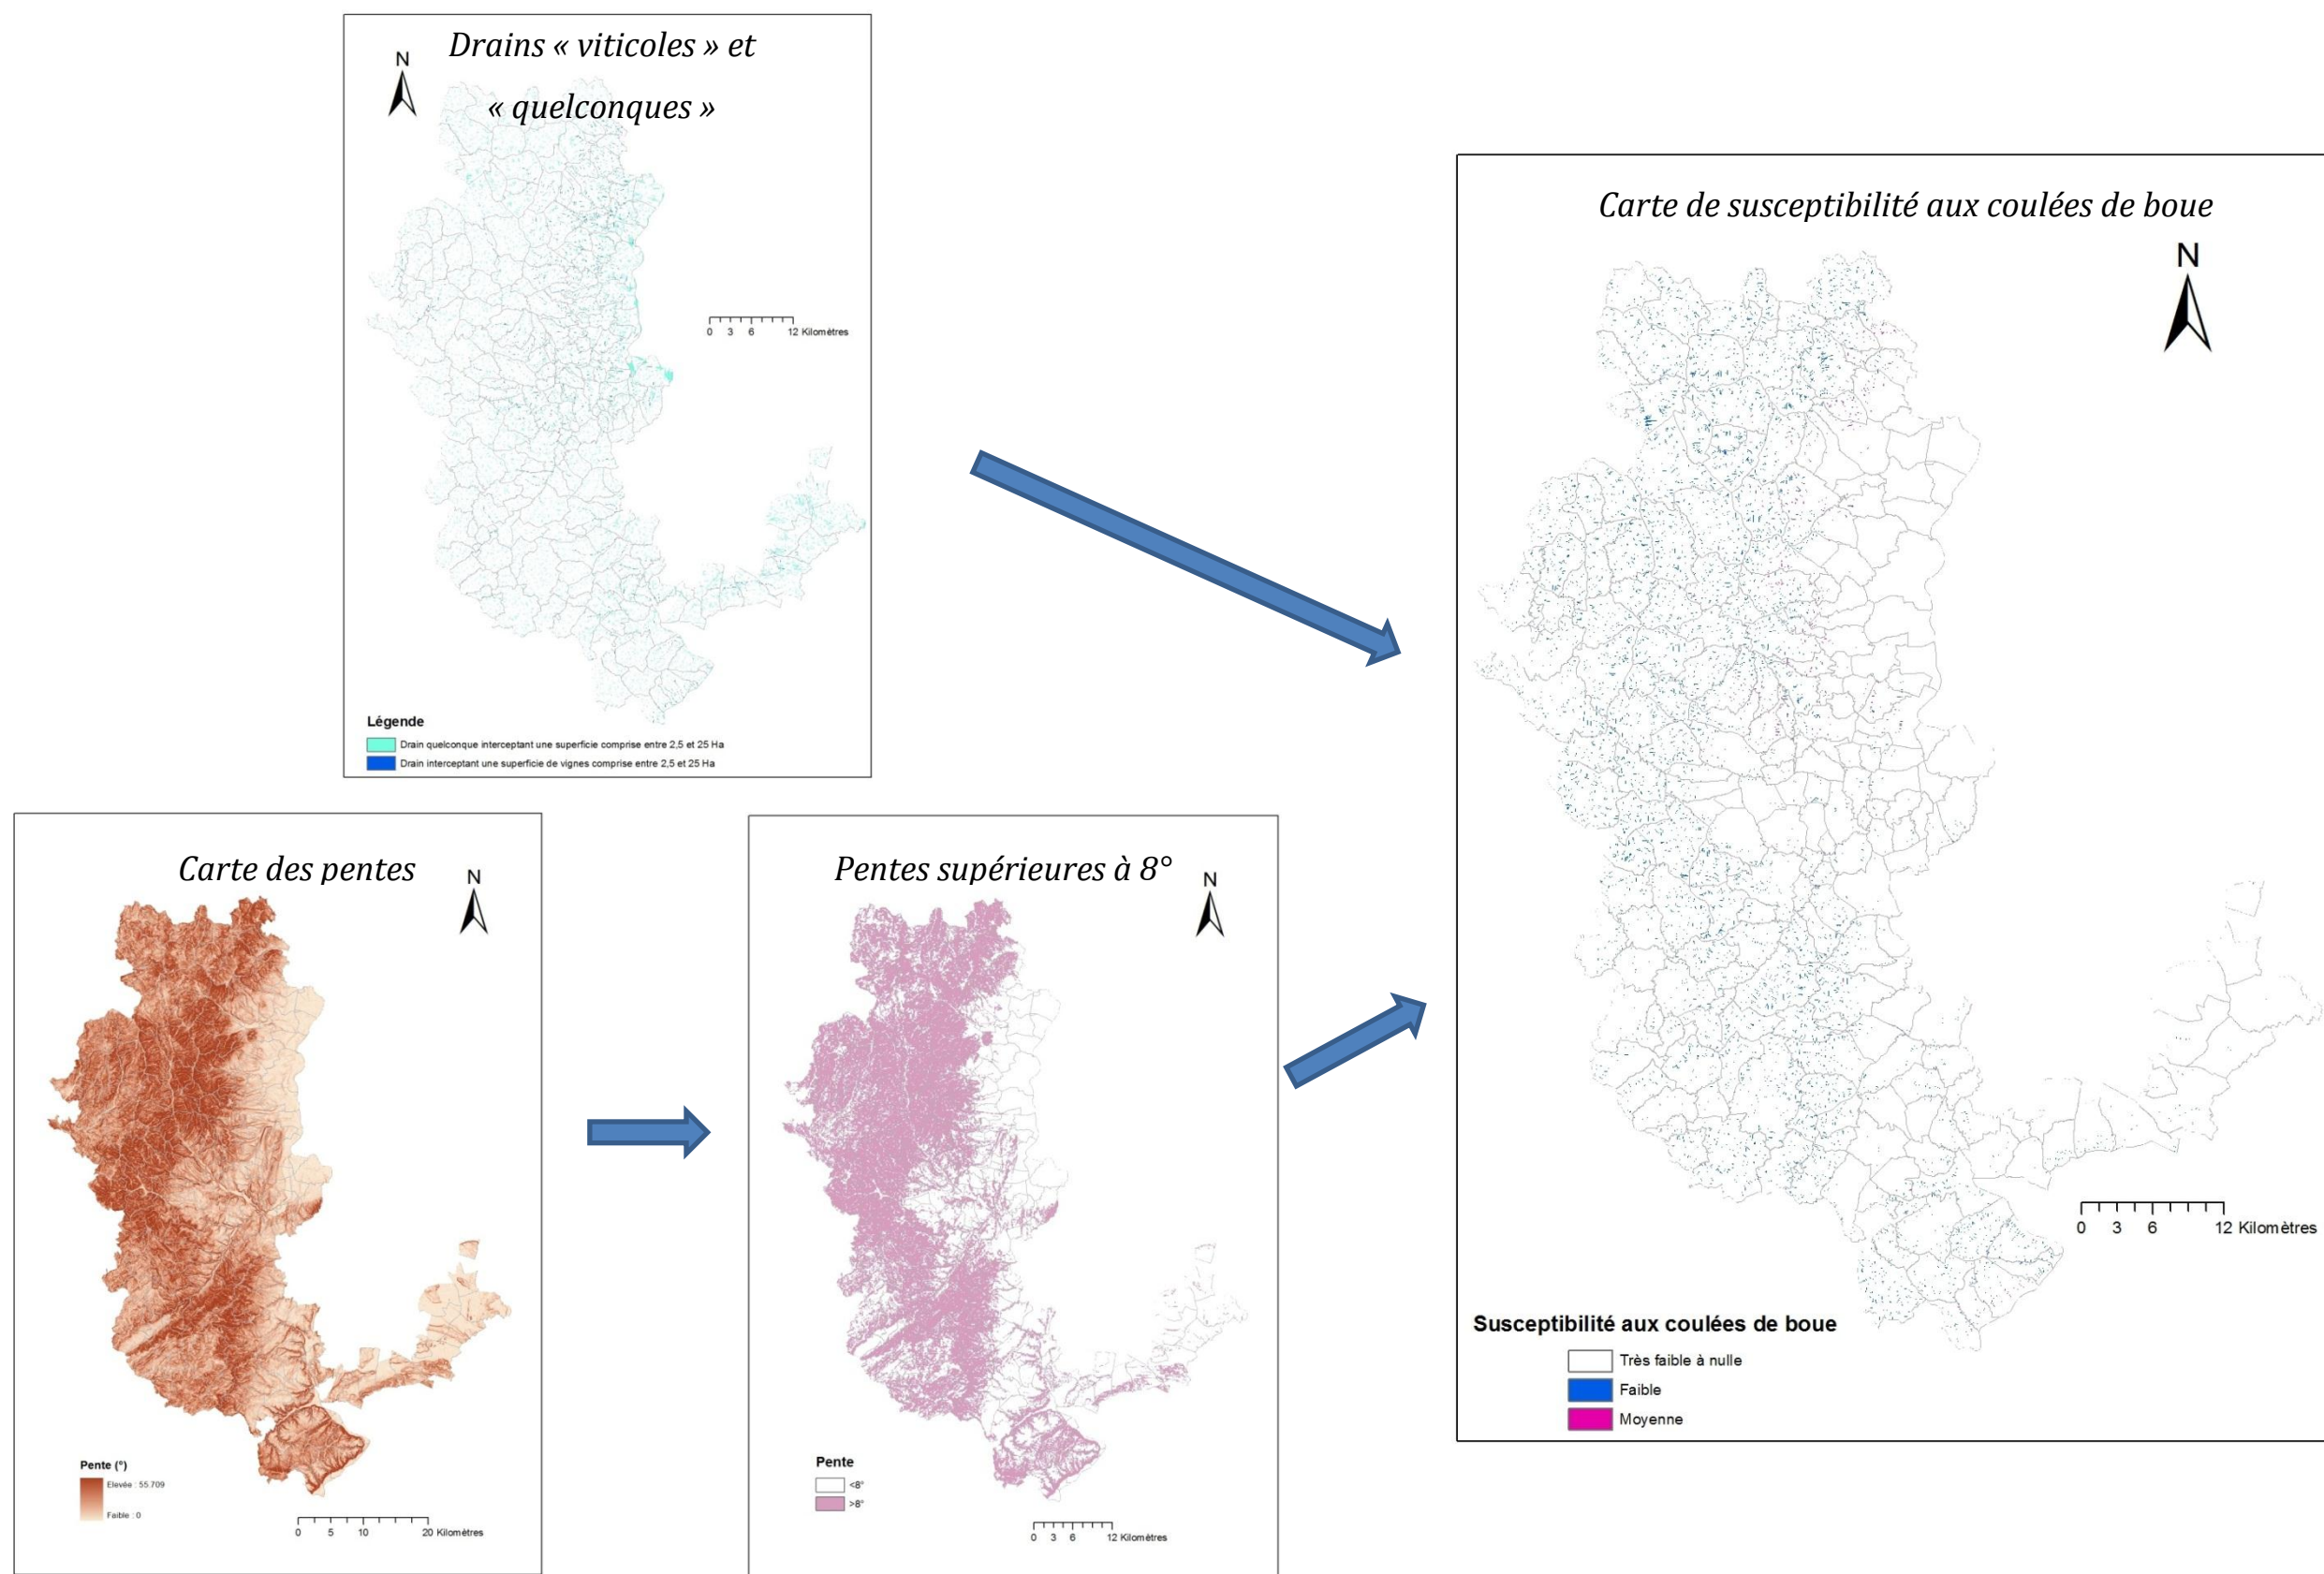 Drains « viticoles » et
« quelconques »
N
0 3 6 12 Kilomètres
Légende
Drain quelconque interceptant une superficie comprise entre 2,5 et 25 Ha
Drain interceptant une superficie de vignes comprise entre 2,5 et 25 Ha
Carte de susceptibilité aux coulées de boue
N
0 3 6 12 Kilomètres
Susceptibilité aux coulées de boue
Très faible à nulle
Faible
Moyenne
Carte des pentes
N
Pente (°)
Elevée : 55.709
Faible : 0
0 5 10 20 Kilomètres
Pentes supérieures à 8°
N
Pente
<8°
>8°
0 3 6 12 Kilomètres